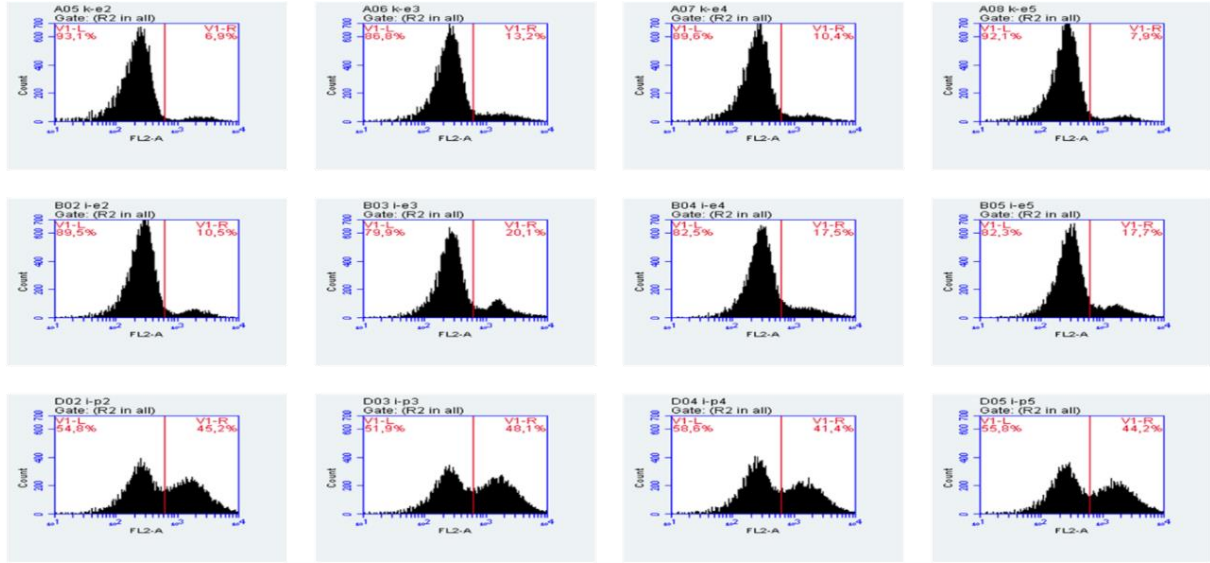 A05 k-e2
Gate: (R2 in all)
V1-L V1-R
93,1% 6,9%
Count
FL2-A
A06 k-e3
Gate: (R2 in all)
V1-L V1-R
86,8% 13,2%
Count
FL2-A
A07 k-e4
Gate: (R2 in all)
V1-L V1-R
89,6% 10,4%
Count
FL2-A
A08 k-e5
Gate: (R2 in all)
V1-L V1-R
92,1% 7,9%
Count
FL2-A
B02 i-e2
Gate: (R2 in all)
V1-L V1-R
89,5% 10,5%
Count
FL2-A
B03 i-e3
Gate: (R2 in all)
V1-L V1-R
79,9% 20,1%
Count
FL2-A
B04 i-e4
Gate: (R2 in all)
V1-L V1-R
82,5% 17,5%
Count
FL2-A
B05 i-e5
Gate: (R2 in all)
V1-L V1-R
82,3% 17,7%
Count
FL2-A
D02 i-p2
Gate: (R2 in all)
V1-L V1-R
54,8% 45,2%
Count
FL2-A
D03 i-p3
Gate: (R2 in all)
V1-L V1-R
51,9% 48,1%
Count
FL2-A
D04 i-p4
Gate: (R2 in all)
V1-L V1-R
58,6% 41,4%
Count
FL2-A
D05 i-p5
Gate: (R2 in all)
V1-L V1-R
55,8% 44,2%
Count
FL2-A